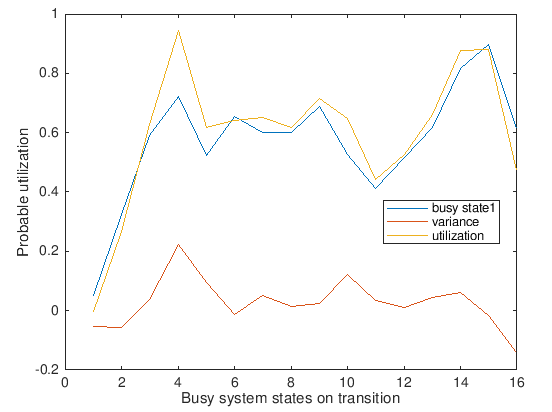 1
0.8
0.6
0.4
0.2
0
-0.2
Probable utilization
busy state1
variance
utilization
0 2 4 6 8 10 12 14 16
Busy system states on transition